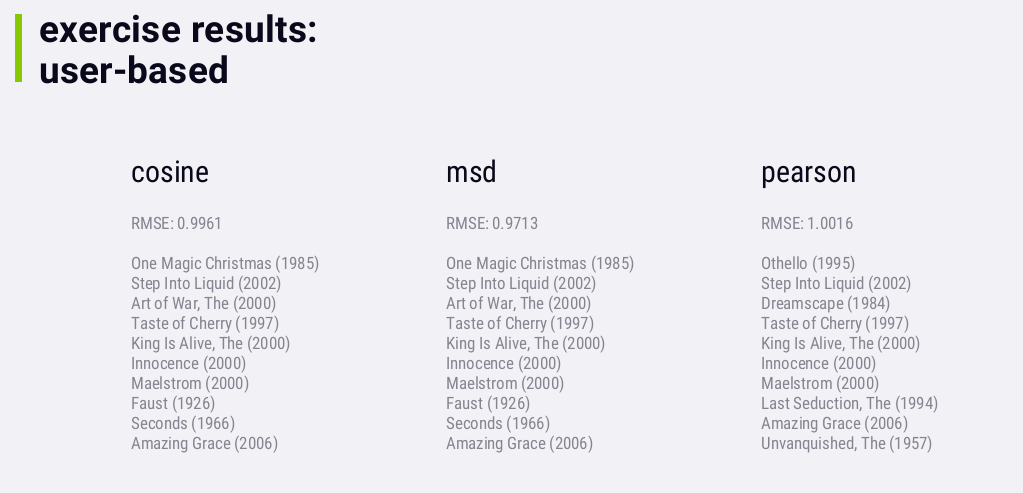 exercise results:
user-based
cosine
RMSE: 0.9961
One Magic Christmas (1985)
Step Into Liquid (2002)
Art of War, The (2000)
Taste of Cherry (1997)
King Is Alive, The (2000)
Innocence (2000)
Maelstrom (2000)
Faust (1926)
Seconds (1966)
Amazing Grace (2006)
msd
RMSE: 0.9713
One Magic Christmas (1985)
Step Into Liquid (2002)
Art of War, The (2000)
Taste of Cherry (1997)
King Is Alive, The (2000)
Innocence (2000)
Maelstrom (2000)
Faust (1926)
Seconds (1966)
Amazing Grace (2006)
pearson
RMSE: 1.0016
Othello (1995)
Step Into Liquid (2002)
Dreamscape (1984)
Taste of Cherry (1997)
King Is Alive, The (2000)
Innocence (2000)
Maelstrom (2000)
Last Seduction, The (1994)
Amazing Grace (2006)
Unvanquished, The (1957)